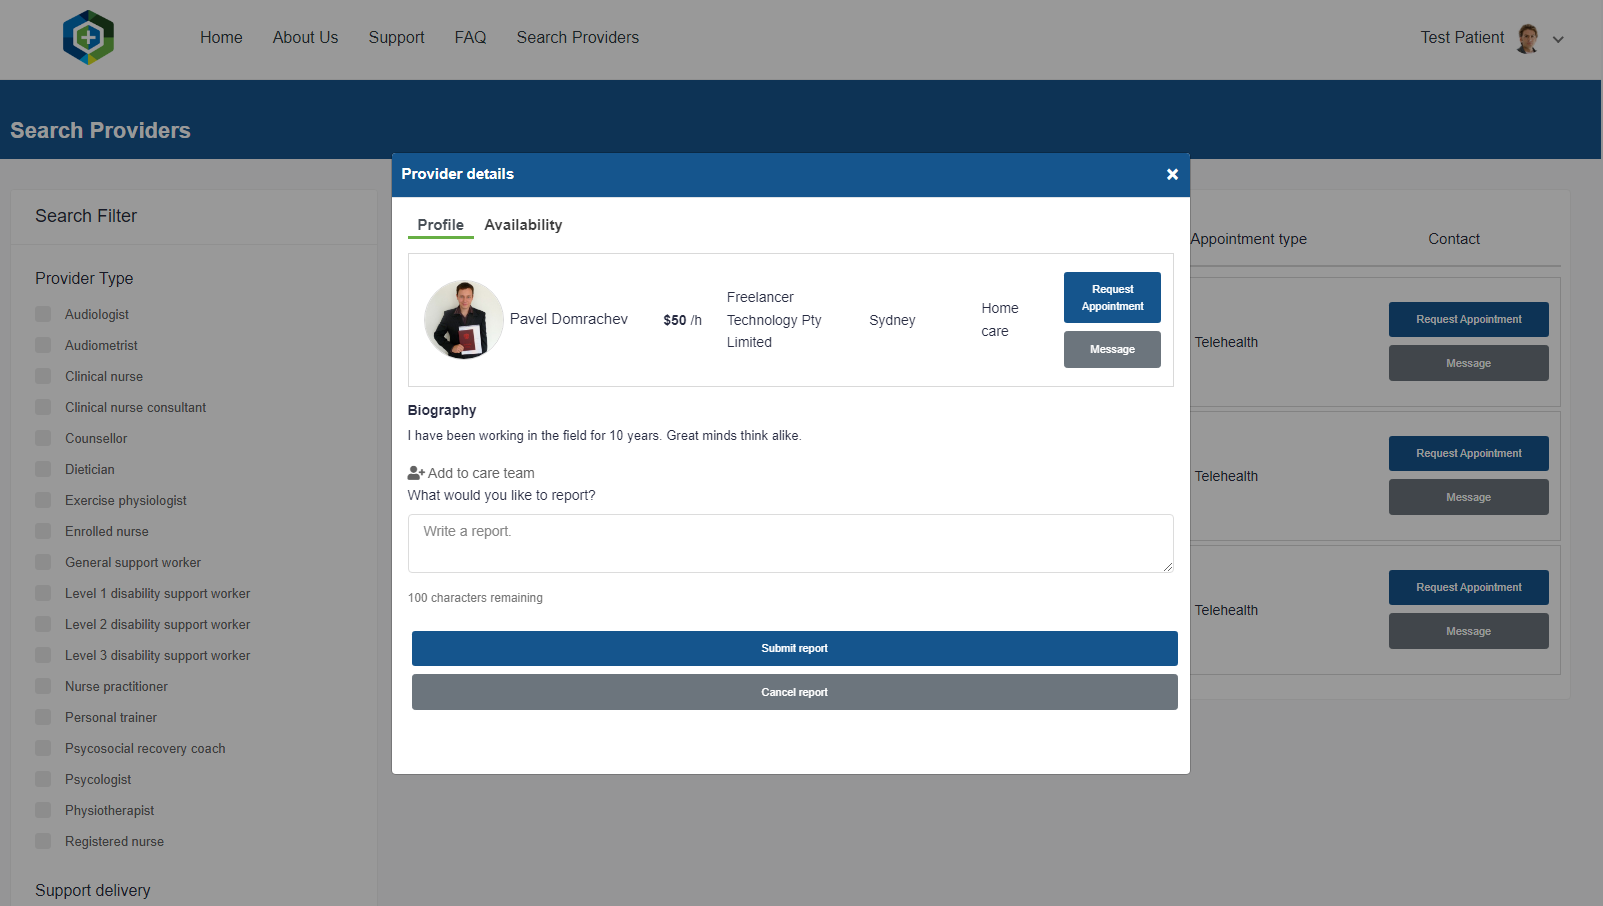 Home About Us Support FAQ Search Providers Test Patient
Search Providers
Search Filter
Provider Type
Audiologist
Audiometrist
Clinical nurse
Clinical nurse consultant
Counsellor
Dietician
Exercise physiologist
Enrolled nurse
General support worker
Level 1 disability support worker
Level 2 disability support worker
Level 3 disability support worker
Nurse practitioner
Personal trainer
Psycosocial recovery coach
Psycologist
Physiotherapist
Registered nurse
Support delivery
Provider details
Profile Availability
Pavel Domrachev
$50 /h
Freelancer
Technology Pty
Limited
Sydney
Home
care
Request
Appointment
Message
Biography
I have been working in the field for 10 years. Great minds think alike.
Add to care team
What would you like to report?
Write a report.
100 characters remaining
Submit report
Cancel report
Appointment type Contact
Telehealth
Request Appointment
Message
Telehealth
Request Appointment
Message
Telehealth
Request Appointment
Message